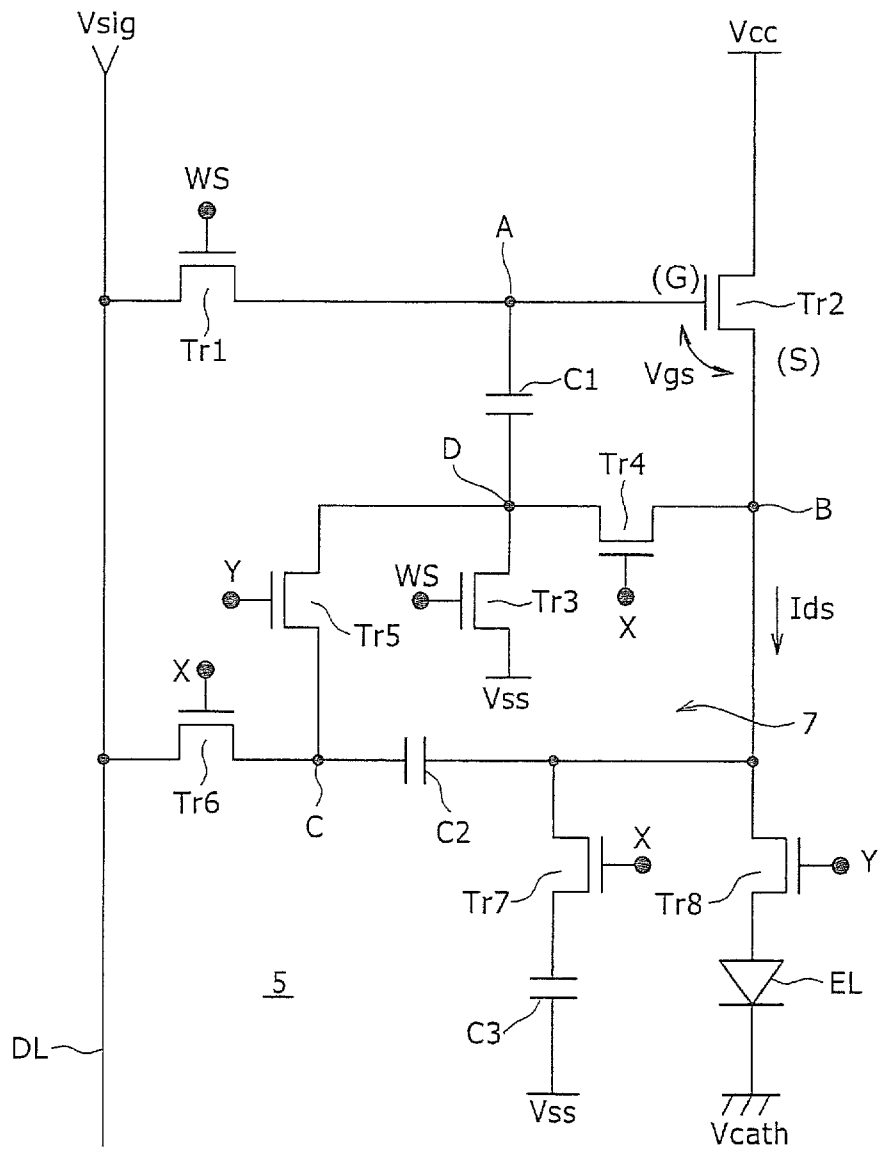 Vsig
Vcc
WS
A
(G)
Tr2
Tr1
Vgs
(S)
C1
D
Tr4
B
Y
WS
Tr3
X
Ids
Tr5
X
Vss
7
Tr6
C
C2
X
Y
Tr7
Tr8
5
EL
C3
DL
Vss
Vcath